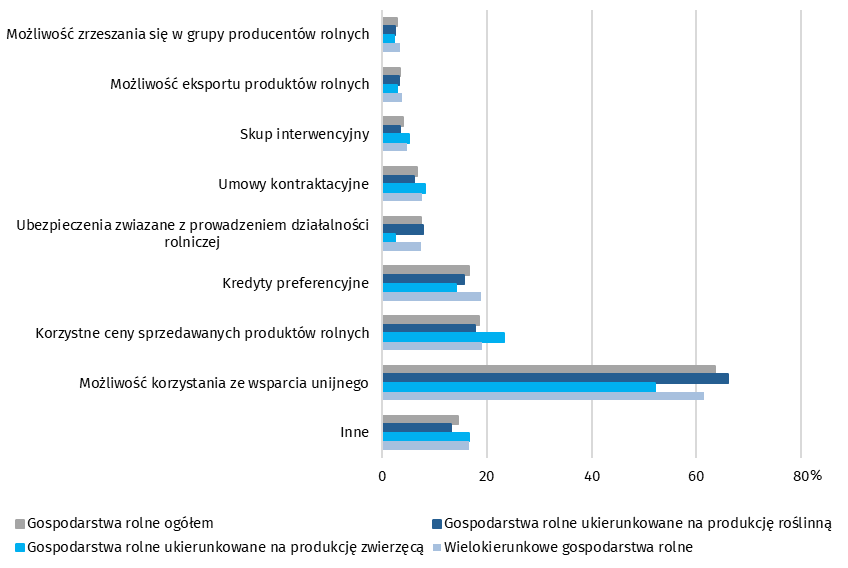 Możliwość zrzeszania się w grupy producentów rolnych
Możliwość eksportu produktów rolnych
Skup interwencyjny
Umowy kontraktacyjne
Ubezpieczenia zwiazane z prowadzeniem działalności
rolniczej
Kredyty preferencyjne
Korzystne ceny sprzedawanych produktów rolnych
Możliwość korzystania ze wsparcia unijnego
Inne
0 20 40 60 80%
Gospodarstwa rolne ogółem
Gospodarstwa rolne ukierunkowane na produkcję roślinną
Gospodarstwa rolne ukierunkowane na produkcję zwierzęcą
Wielokierunkowe gospodarstwa rolne